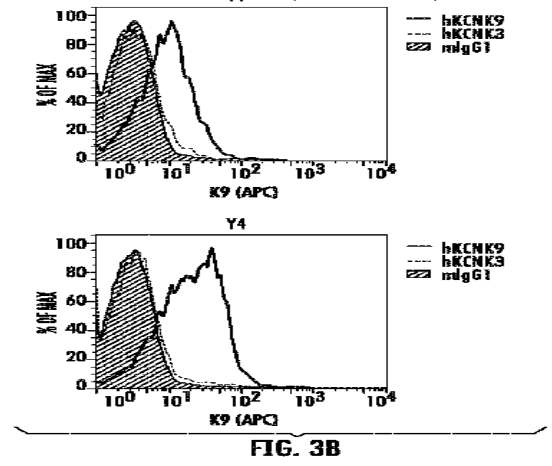 100
80
60
40
20
0
% OF MAX
10⁰ 10¹ 10² 10³ 10⁴
K9 (APC)
hKCNK9
hKCNK3
mIgG1
Y4
100
80
60
40
20
0
% OF MAX
10⁰ 10¹ 10² 10³ 10⁴
K9 (APC)
hKCNK9
hKCNK3
mIgG1
FIG. 3B